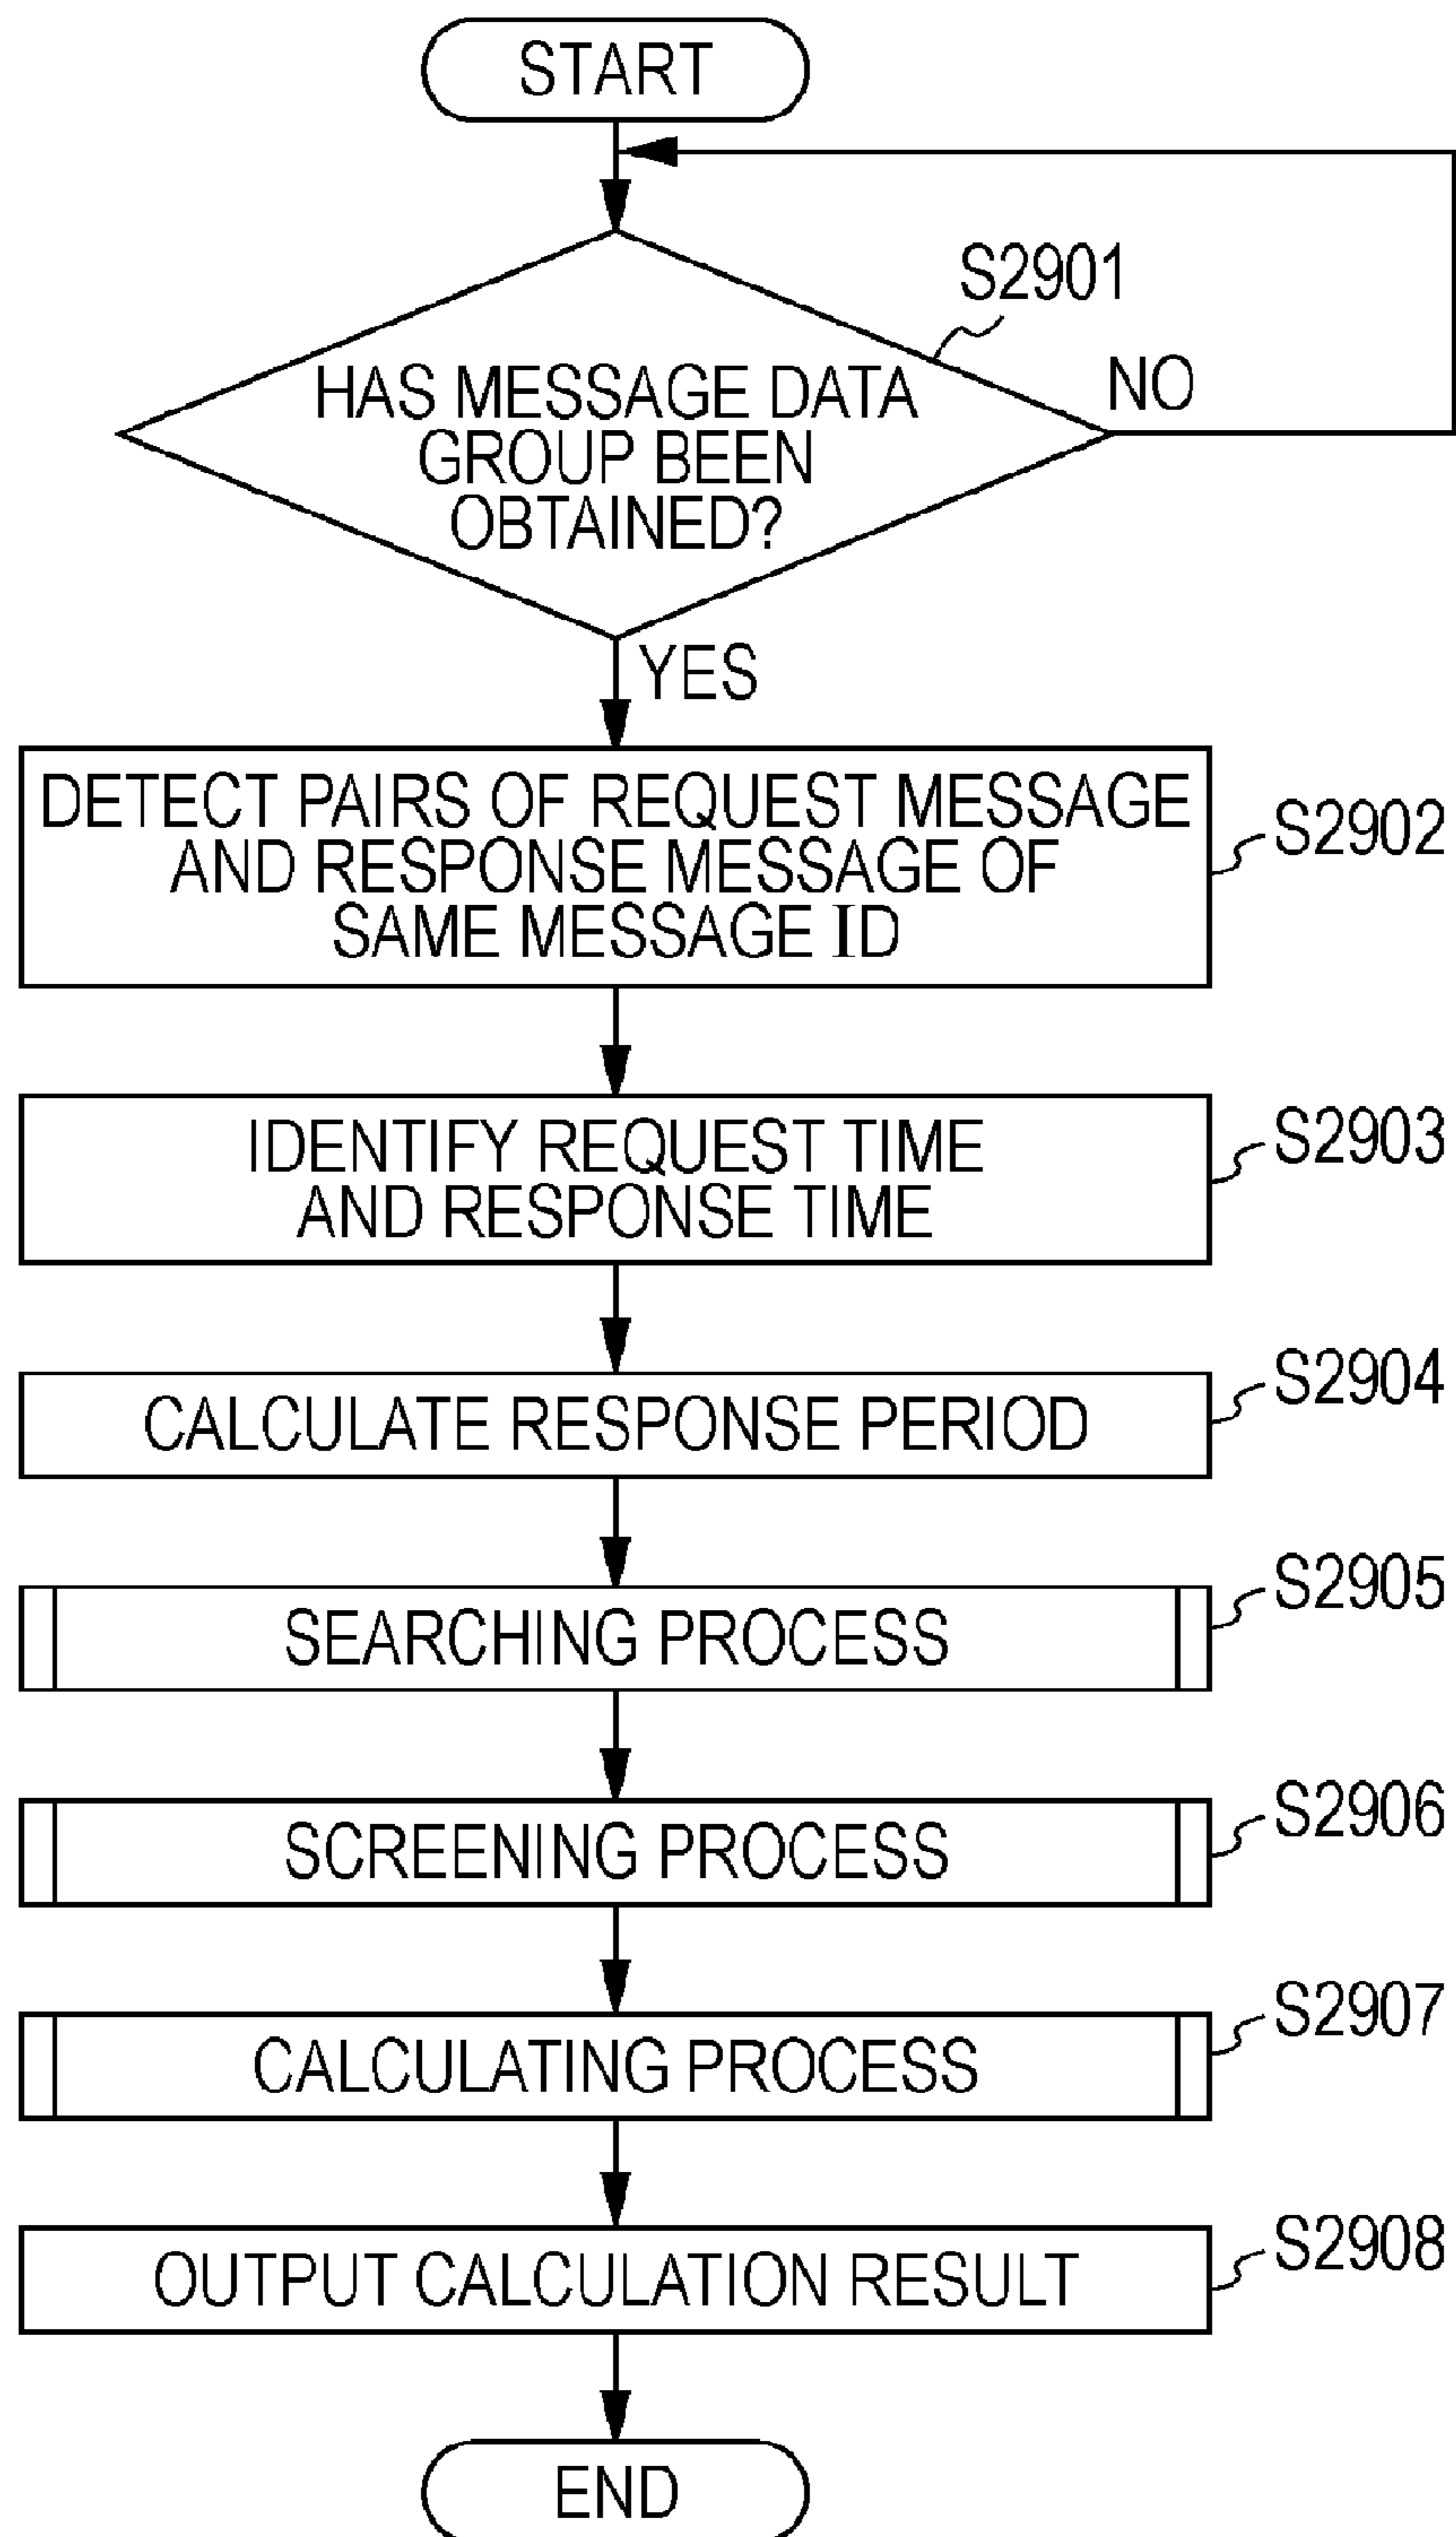 START
S2901
HAS MESSAGE DATA
GROUP BEEN
OBTAINED?
NO
YES
DETECT PAIRS OF REQUEST MESSAGE
AND RESPONSE MESSAGE OF
SAME MESSAGE ID
S2902
IDENTIFY REQUEST TIME
AND RESPONSE TIME
S2903
CALCULATE RESPONSE PERIOD
S2904
SEARCHING PROCESS
S2905
SCREENING PROCESS
S2906
CALCULATING PROCESS
S2907
OUTPUT CALCULATION RESULT
S2908
END